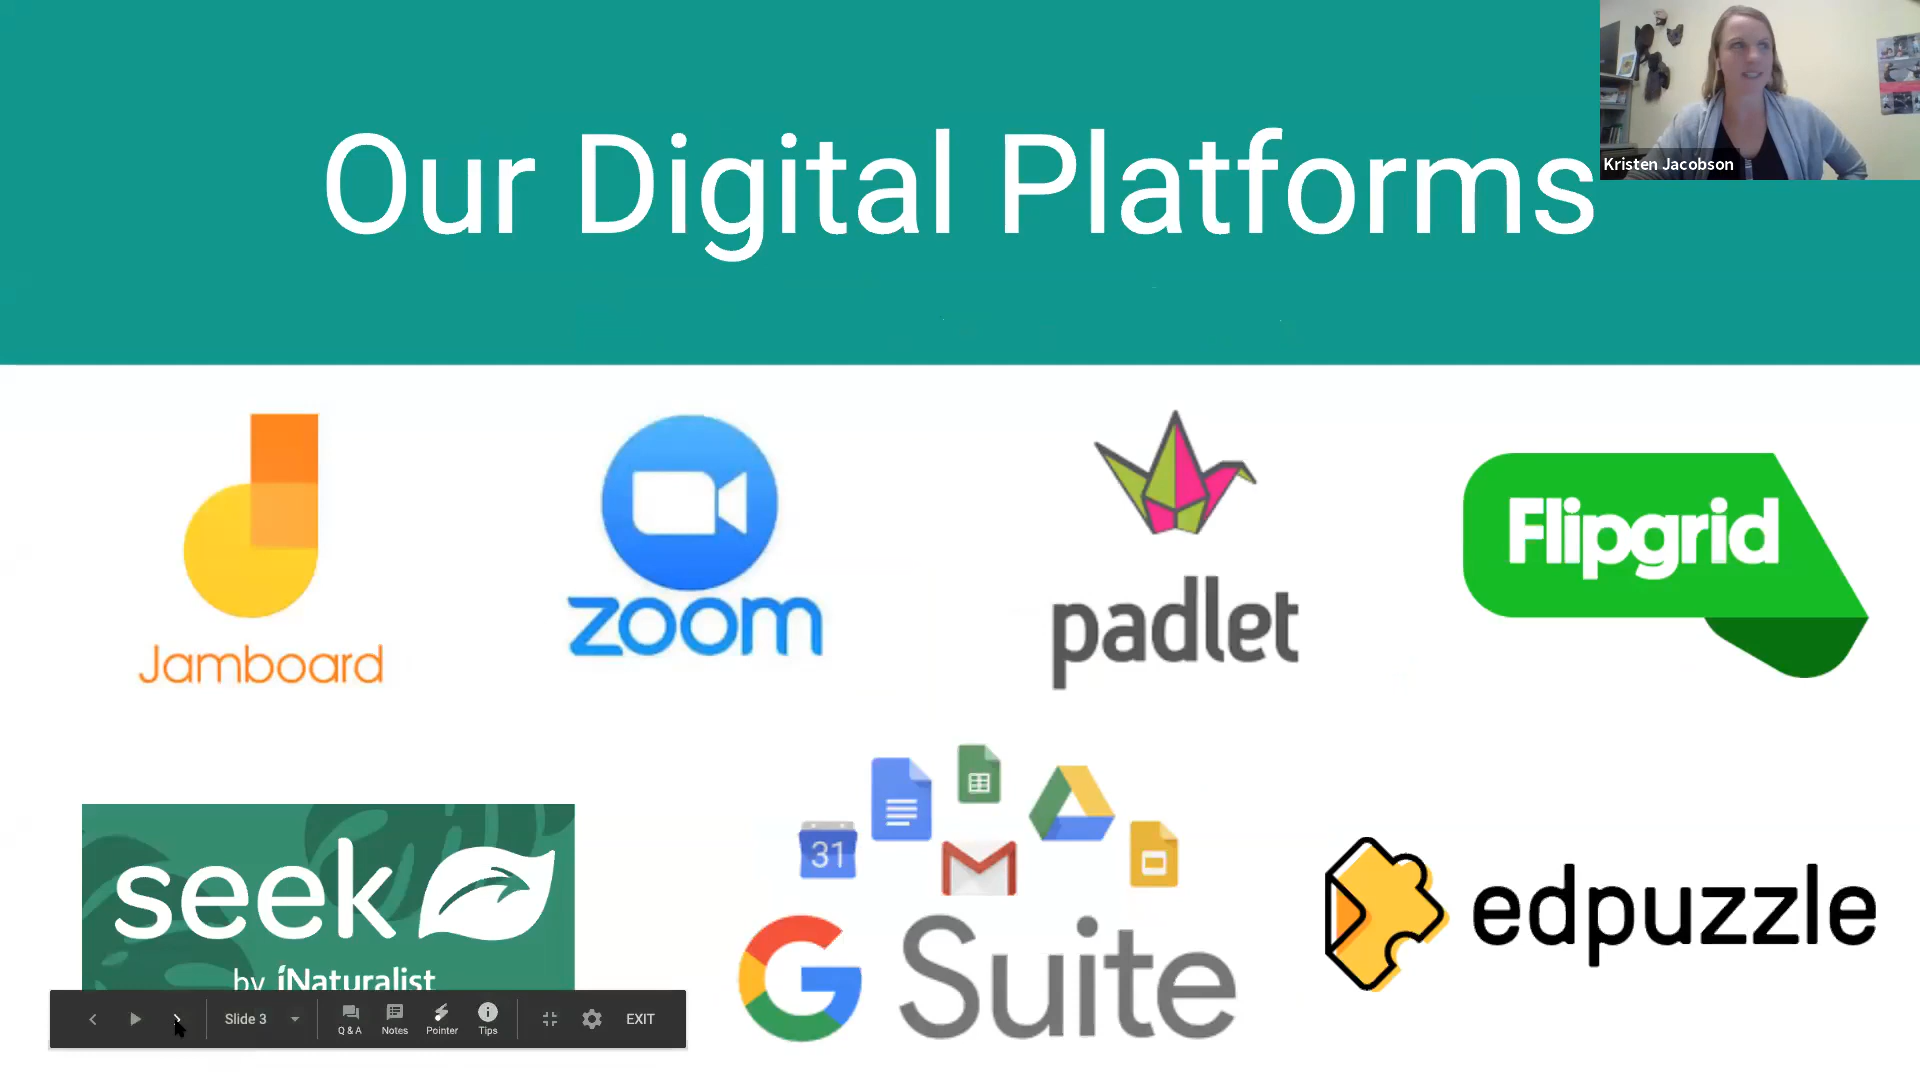 Our Digital Platforms
Kristen Jacobson
Jamboard
zoom
padlet
Flipgrid
seek
by iNaturalist
31
G Suite
edpuzzle
Slide 3
Q & A
Notes
Pointer
Tips
EXIT